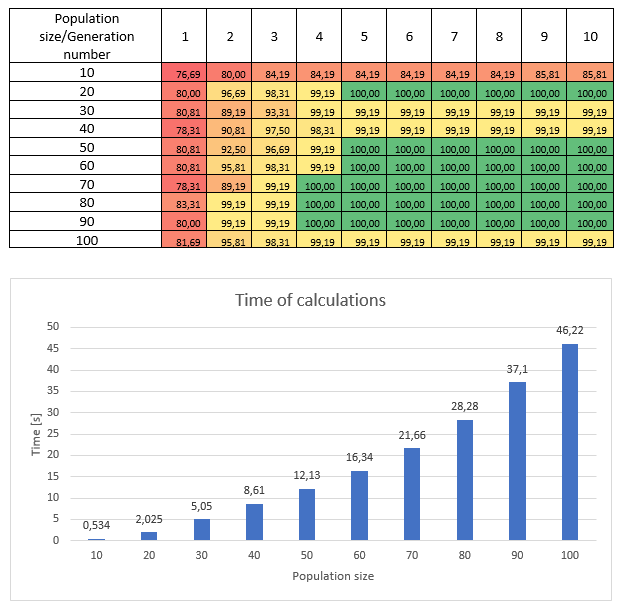 Population
size/Generation
number
1 2 3 4 5 6 7 8 9 10
10 76,69 80,00 84,19 84,19 84,19 84,19 84,19 84,19 85,81 85,81
20 80,00 96,69 98,31 99,19 100,00 100,00 100,00 100,00 100,00 100,00
30 80,81 89,19 93,31 99,19 99,19 99,19 99,19 99,19 99,19 99,19
40 78,31 90,81 97,50 98,31 99,19 99,19 99,19 99,19 99,19 99,19
50 80,81 92,50 96,69 99,19 100,00 100,00 100,00 100,00 100,00 100,00
60 80,81 95,81 98,31 99,19 100,00 100,00 100,00 100,00 100,00 100,00
70 78,31 89,19 99,19 100,00 100,00 100,00 100,00 100,00 100,00 100,00
80 83,31 99,19 99,19 100,00 100,00 100,00 100,00 100,00 100,00 100,00
90 80,00 99,19 99,19 100,00 100,00 100,00 100,00 100,00 100,00 100,00
100 81,69 95,81 98,31 99,19 99,19 99,19 99,19 99,19 99,19 99,19
Time of calculations
50
45
40
35
30
25
20
15
10
5
0
Time [s]
0,534
2,025
5,05
8,61
12,13
16,34
21,66
28,28
37,1
46,22
10 20 30 40 50 60 70 80 90 100
Population size